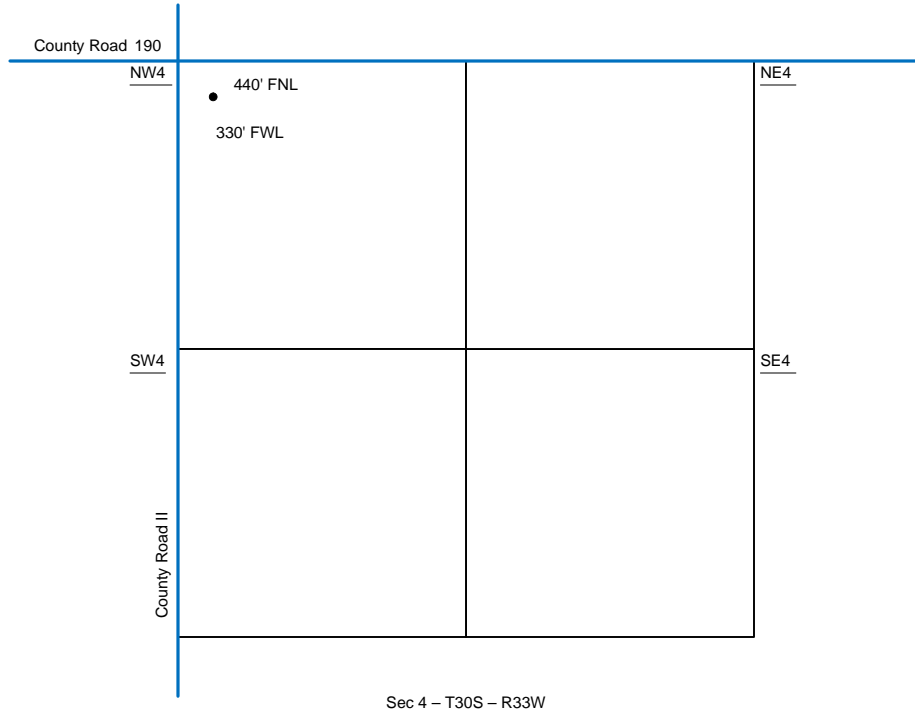 County Road 190
NW4
NE4
440' FNL
330' FWL
SW4
SE4
County Road II
Sec 4 – T30S – R33W